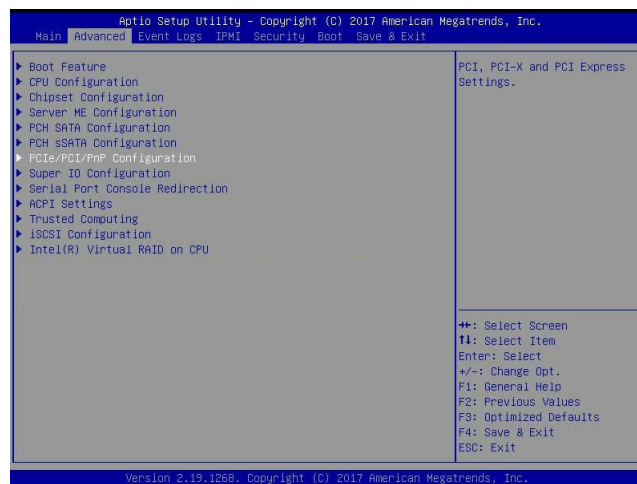 Aptio Setup Utility – Copyright (C) 2017 American Megatrends, Inc.
Main Advanced Event Logs IPMI Security Boot Save & Exit
Boot Feature
CPU Configuration
Chipset Configuration
Server ME Configuration
PCH SATA Configuration
PCH sSATA Configuration
PCIe/PCI/PnP Configuration
Super IO Configuration
Serial Port Console Redirection
ACPI Settings
Trusted Computing
iSCSI Configuration
Intel(R) Virtual RAID on CPU
PCI, PCI-X and PCI Express
Settings.
→←: Select Screen
↑↓: Select Item
Enter: Select
+/-: Change Opt.
F1: General Help
F2: Previous Values
F3: Optimized Defaults
F4: Save & Exit
ESC: Exit
Version 2.19.1268. Copyright (C) 2017 American Megatrends, Inc.